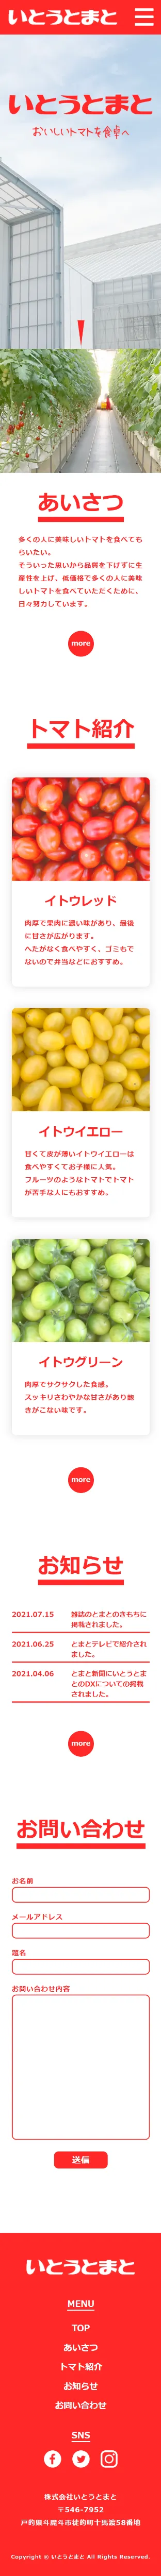 いとうとまと
いとうとまと
おいしいトマトを食卓へ
あいさつ
多くの人に美味しいトマトを食べても
らいたい。
そういった思いから品質を下げずに生
産性を上げ、低価格で多くの人に美味
しいトマトを食べていただくために、
日々努力しています。
more
トマト紹介
イトウレッド
肉厚で果肉に濃い味があり、最後
に甘さが広がります。
へたがなく食べやすく、ゴミもで
ないので弁当などにおすすめ。
イトウイエロー
甘くて皮が薄いイトウイエローは
食べやすくてお子様に人気。
フルーツのようなトマトでトマト
が苦手な人にもおすすめ。
イトウグリーン
肉厚でサクサクした食感。
スッキリさわやかな甘さがあり飽
きがこない味です。
more
お知らせ
2021.07.15 雑誌のとまとのきもちに
掲載されました。
2021.06.25 とまとテレビで紹介され
ました。
2021.04.06 とまと新聞にいとうとま
とのDXについての掲載
されました。
more
お問い合わせ
お名前
メールアドレス
題名
お問い合わせ内容
送信
いとうとまと
MENU
TOP
あいさつ
トマト紹介
お知らせ
お問い合わせ
SNS
株式会社いとうとまと
〒546-7952
Copyright © いとうとまと All Rights Reserved.